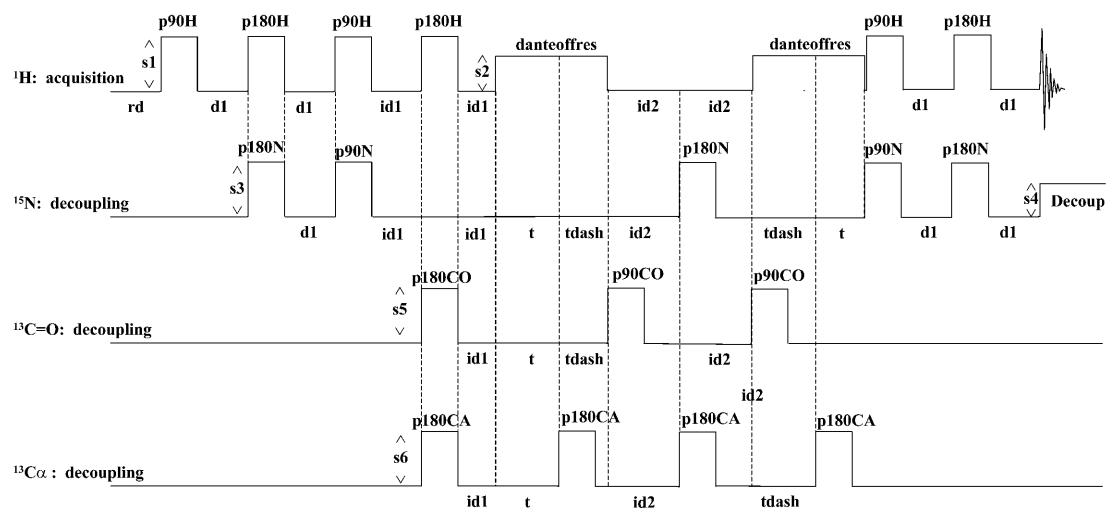 p90H p180H p90H p180H p90H p180H
danteoffres danteoffres
s1 s2
¹H: acquisition
rd d1 d1 id1 id1 id2 id2 d1 d1
p180N p90N p180N p90N p180N
s3 s4
¹⁵N: decoupling Decoup
d1 id1 id1 t tdash id2 tdash t d1 d1
p180CO p90CO p90CO
s5
¹³C=O: decoupling
id1 t tdash id2
id2
p180CA p180CA p180CA p180CA
s6
¹³Cα : decoupling
id1 t id2 tdash